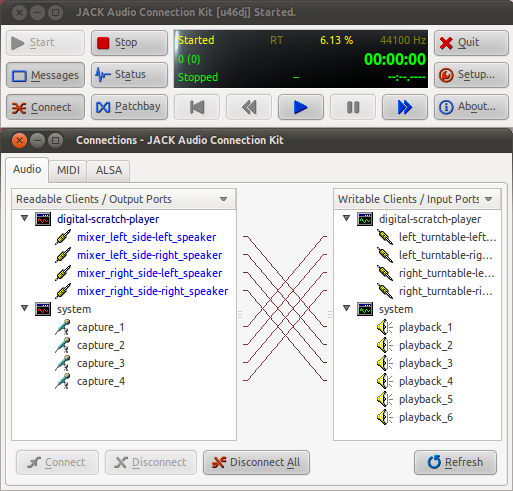 JACK Audio Connection Kit [u46dj] Started.
Start
Stop
Started RT 6.13 % 44100 Hz
Quit
0 (0) 00:00:00
Messages
Status
Stopped -- --:--.----
Setup...
Connect
Patchbay
About...
Connections - JACK Audio Connection Kit
Audio MIDI ALSA
Readable Clients / Output Ports
Writable Clients / Input Ports
digital-scratch-player
mixer_left_side-left_speaker
mixer_left_side-right_speaker
mixer_right_side-left_speaker
mixer_right_side-right_speaker
system
capture_1
capture_2
capture_3
capture_4
digital-scratch-player
left_turntable-left...
left_turntable-rig...
right_turntable-le...
right_turntable-ri...
system
playback_1
playback_2
playback_3
playback_4
playback_5
playback_6
Connect
Disconnect
Disconnect All
Refresh